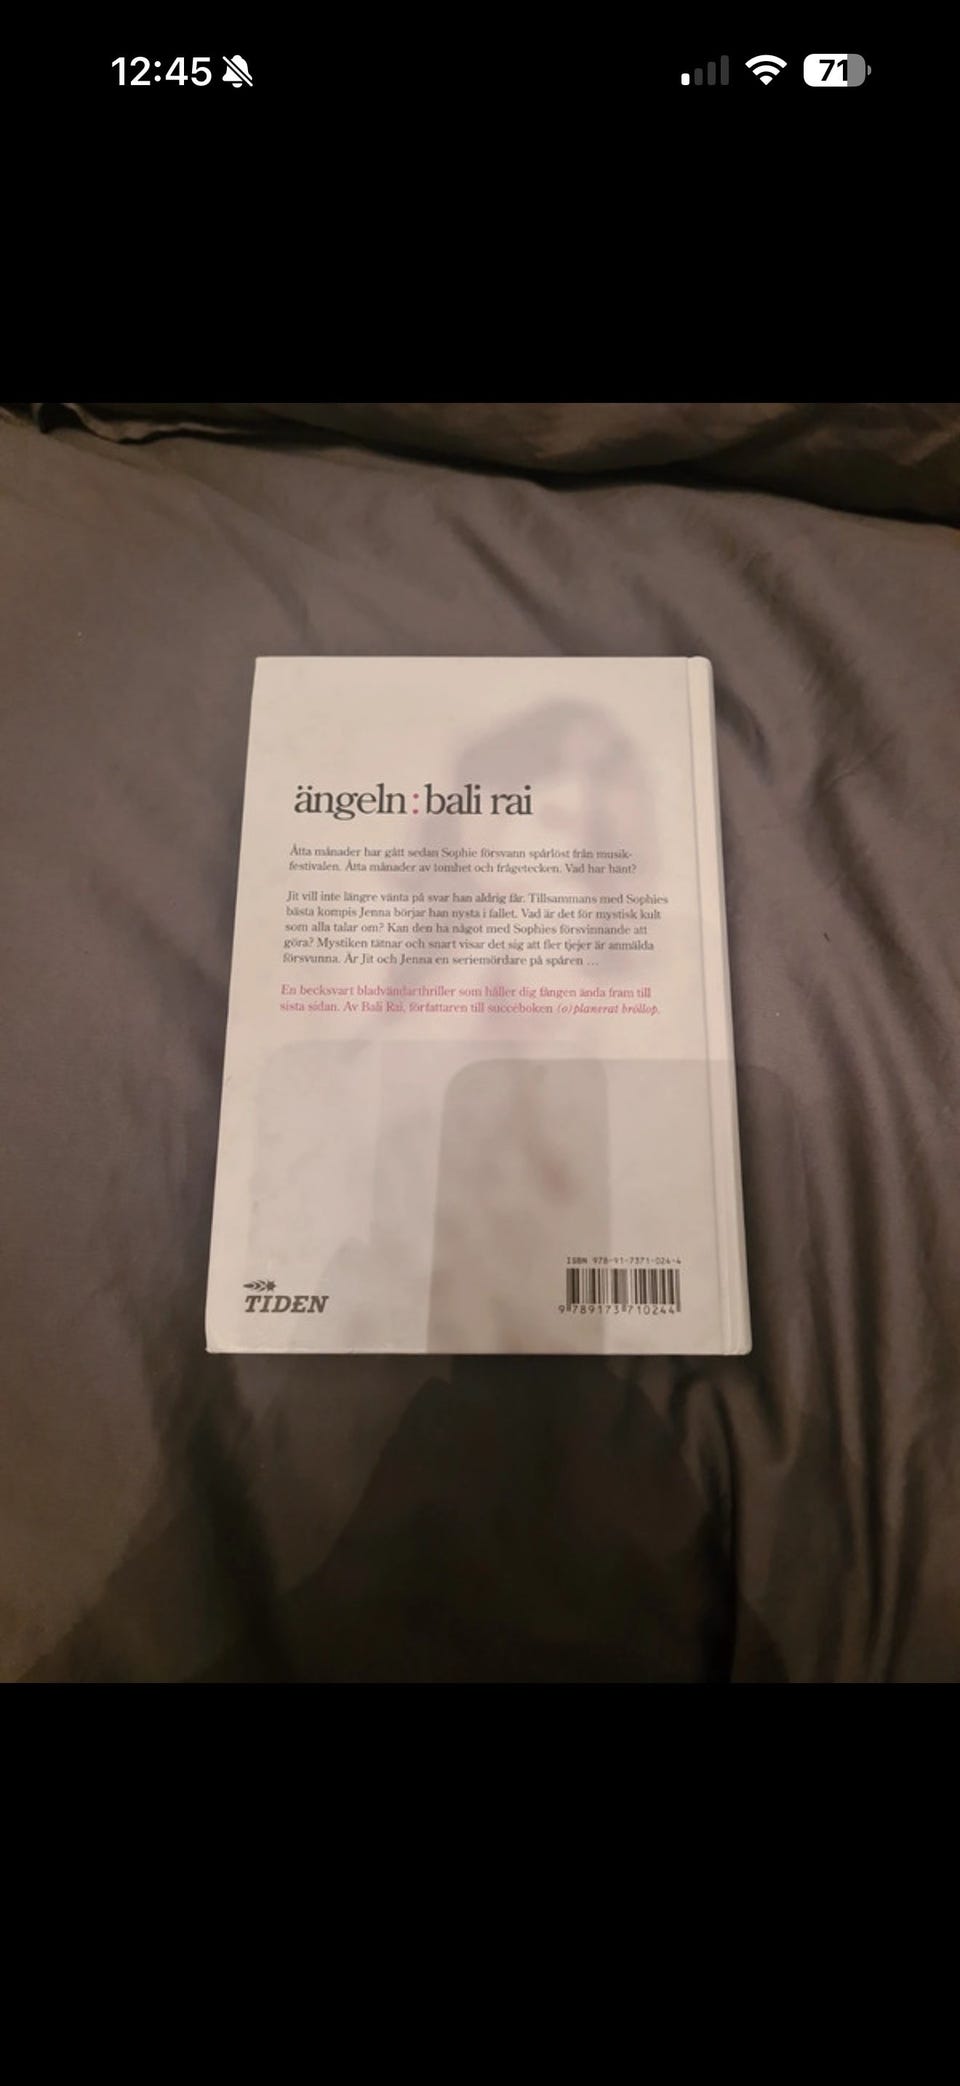 12:45
71
ängeln:bali rai
Åtta månader har gått sedan Sophie försvann spårlöst från musik-
festivalen. Åtta månader av tomhet och frågetecken. Vad har hänt?
Jit vill inte längre vänta på svar han aldrig får. Tillsammans med Sophies
bästa kompis Jenna börjar han nysta i fallet. Vad är det för mystisk kult
som alla talar om? Kan den ha något med Sophies försvinnande att
göra? Mystiken tätnar och snart visar det sig att fler tjejer är anmälda
försvunna. Är Jit och Jenna en seriemördare på spåren ...
En becksvart bladvändarthriller som håller dig fången ända fram till
sista sidan. Av Bali Rai, författaren till succéboken (o)planerat bröllop.
ISBN 978-91-7371-024-4
TIDEN
9 789173 710244